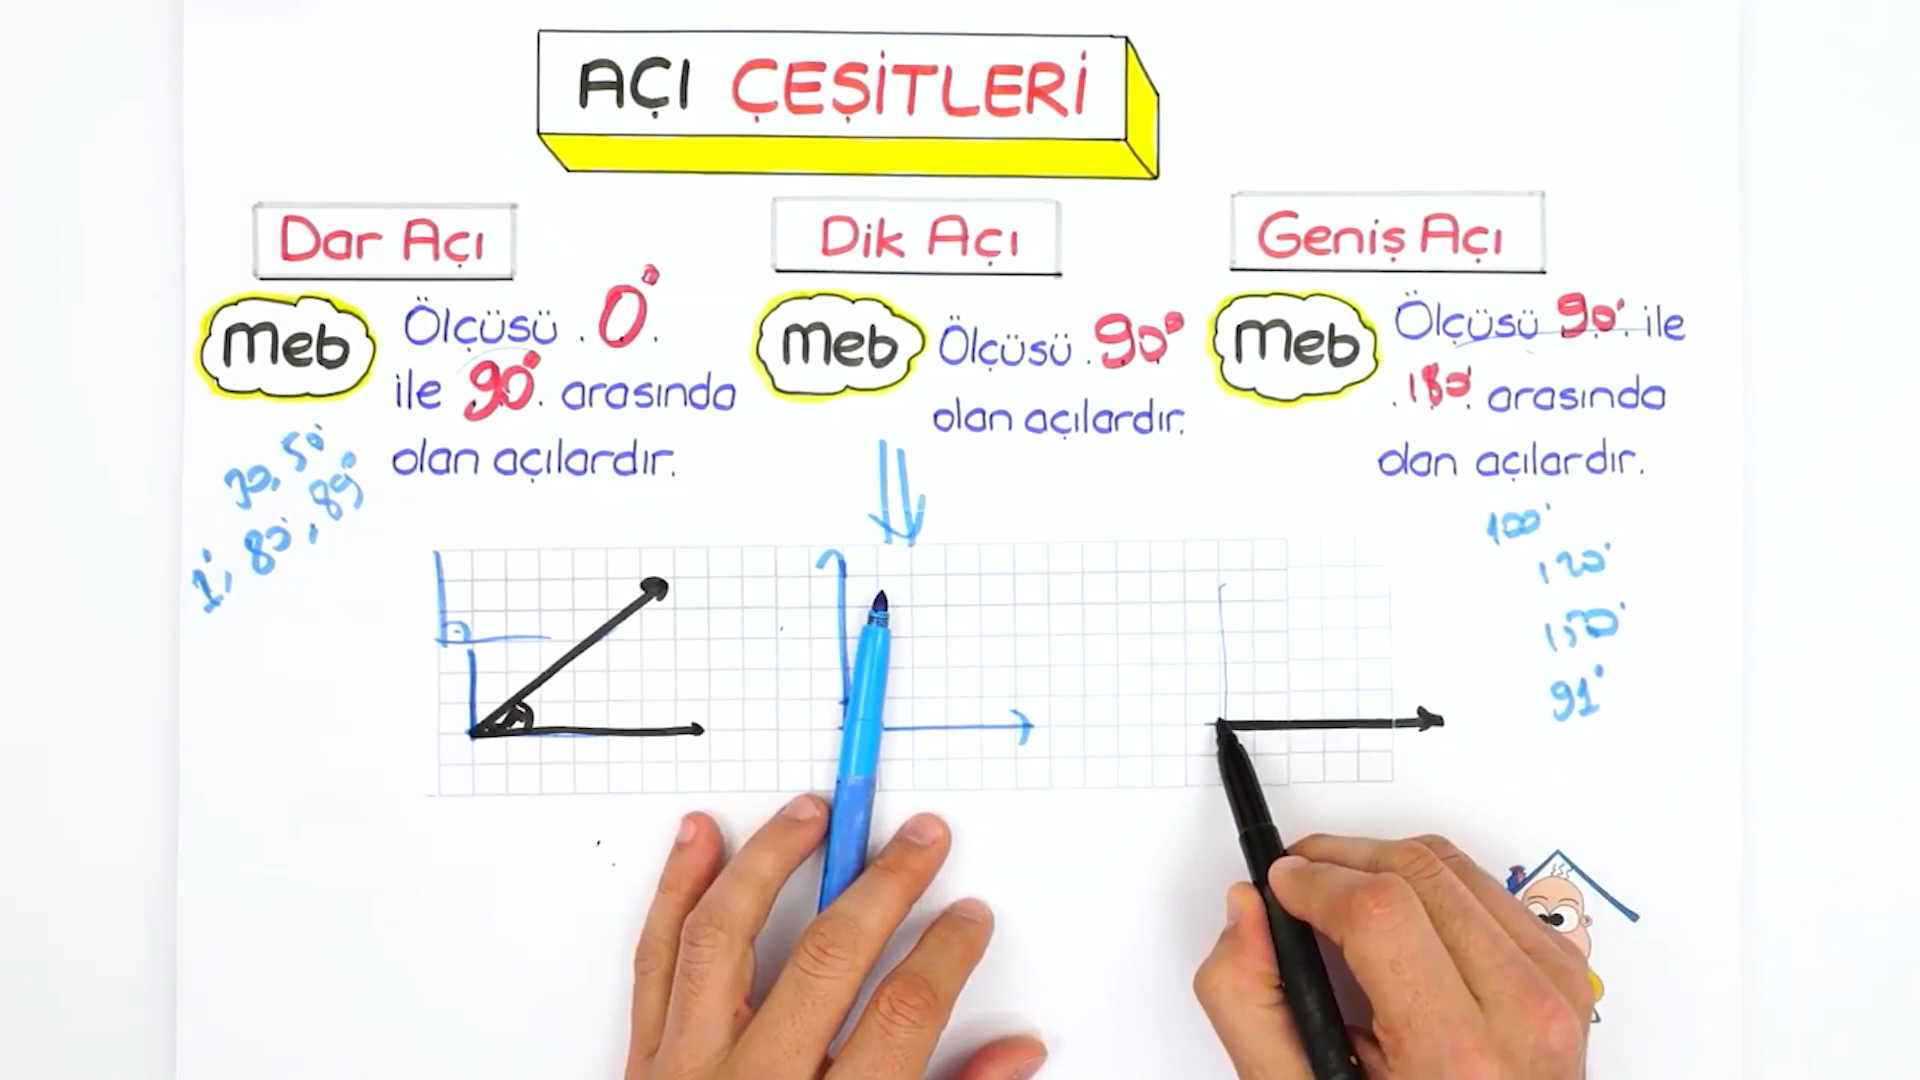 AÇI ÇEŞİTLERİ
Dar Açı
Meb
Ölçüsü .0°.
ile .90°. arasında
olan açılardır.
30, 50°
1°, 80°, 89°
Dik Açı
Meb
Ölçüsü .90°
olan açılardır.
Geniş Açı
Meb
Ölçüsü 90°. ile
.180°. arasında
olan açılardır.
100°
120°
150°
91°